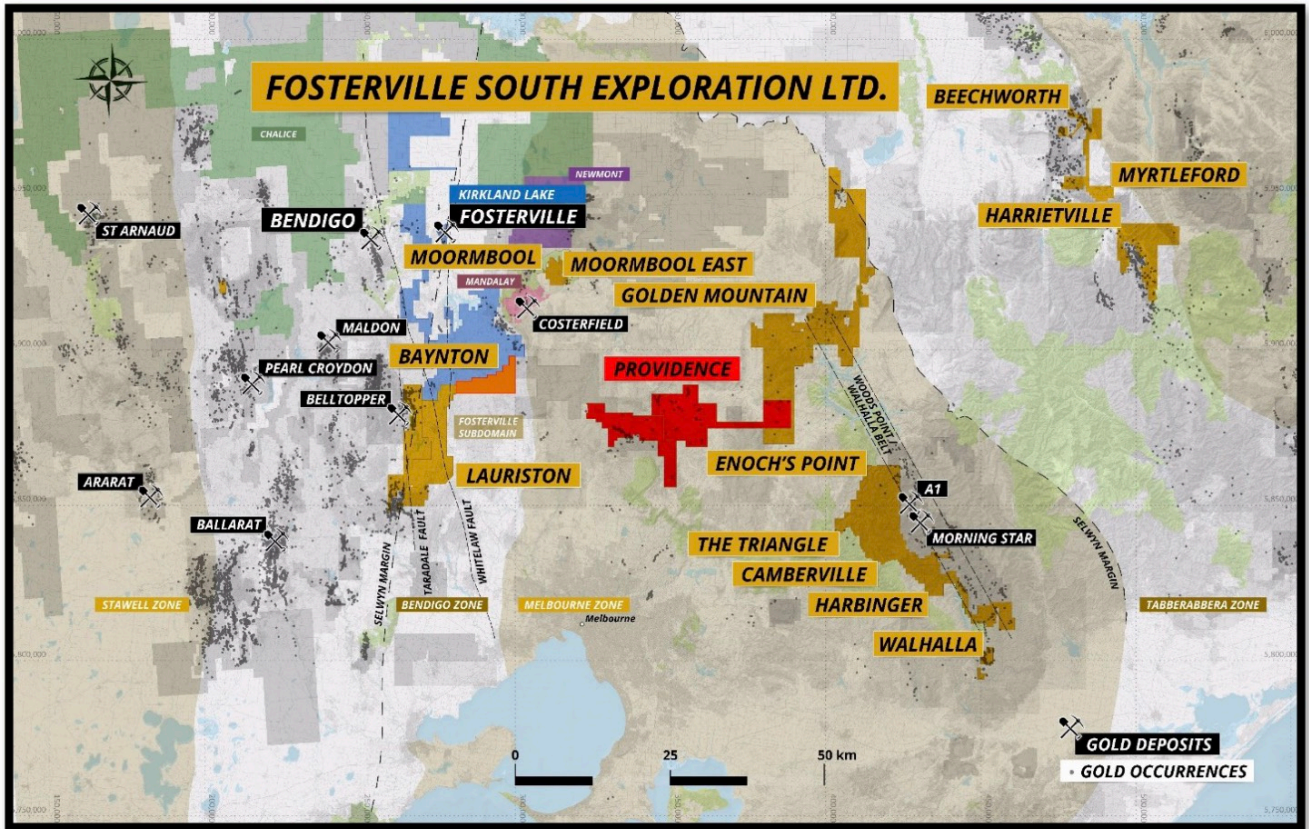 FOSTERVILLE SOUTH EXPLORATION LTD.
BEECHWORTH
CHALICE
NEWMONT
MYRTLEFORD
KIRKLAND LAKE
FOSTERVILLE
BENDIGO
HARRIETVILLE
ST ARNAUD
MOORMBOOL
MOORMBOOL EAST
MANDALAY
GOLDEN MOUNTAIN
COSTERFIELD
MALDON
BAYNTON
PEARL CROYDON
PROVIDENCE
BELLTOPPER
WOODS POINT /
WALHALLA BELT
FOSTERVILLE
SUBDOMAIN
ENOCH'S POINT
LAURISTON
ARARAT
A1
BALLARAT
MORNING STAR
THE TRIANGLE
SELWYN MARGIN
TARADALE FAULT
WHITELAW FAULT
SELWYN MARGIN
CAMBERVILLE
STAWELL ZONE
BENDIGO ZONE
MELBOURNE ZONE
HARBINGER
TABBERABBERA ZONE
Melbourne
WALHALLA
GOLD DEPOSITS
GOLD OCCURRENCES
0 25 50 km